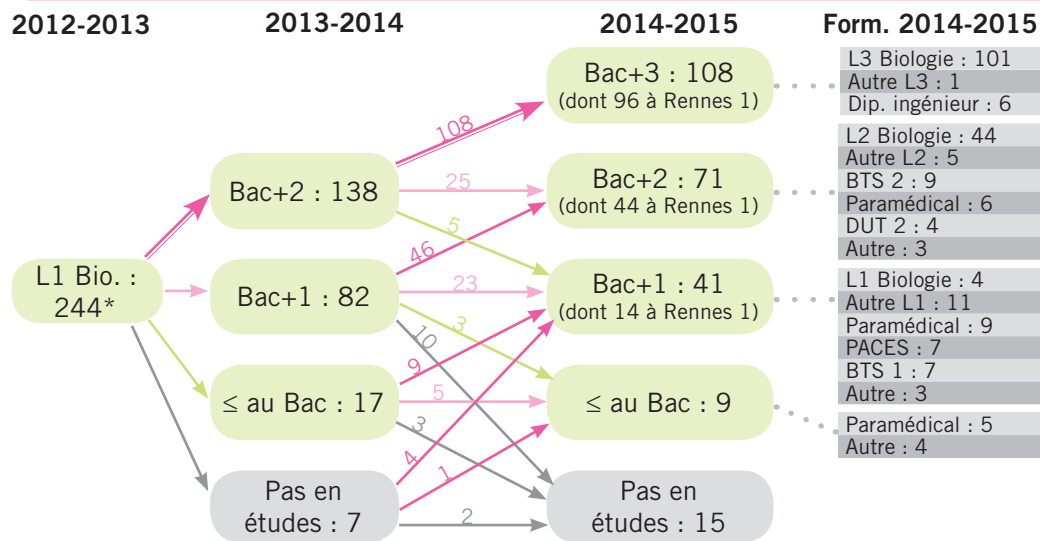 2012-2013
2013-2014
2014-2015
Form. 2014-2015
L1 Bio. :
244*
Bac+2 : 138
Bac+1 : 82
≤ au Bac : 17
Pas en
études : 7
108
25
5
46
23
3
10
9
5
3
4
1
2
Bac+3 : 108
(dont 96 à Rennes 1)
Bac+2 : 71
(dont 44 à Rennes 1)
Bac+1 : 41
(dont 14 à Rennes 1)
≤ au Bac : 9
Pas en
études : 15
L3 Biologie : 101
Autre L3 : 1
Dip. ingénieur : 6
L2 Biologie : 44
Autre L2 : 5
BTS 2 : 9
Paramédical : 6
DUT 2 : 4
Autre : 3
L1 Biologie : 4
Autre L1 : 11
Paramédical : 9
PACES : 7
BTS 1 : 7
Autre : 3
Paramédical : 5
Autre : 4